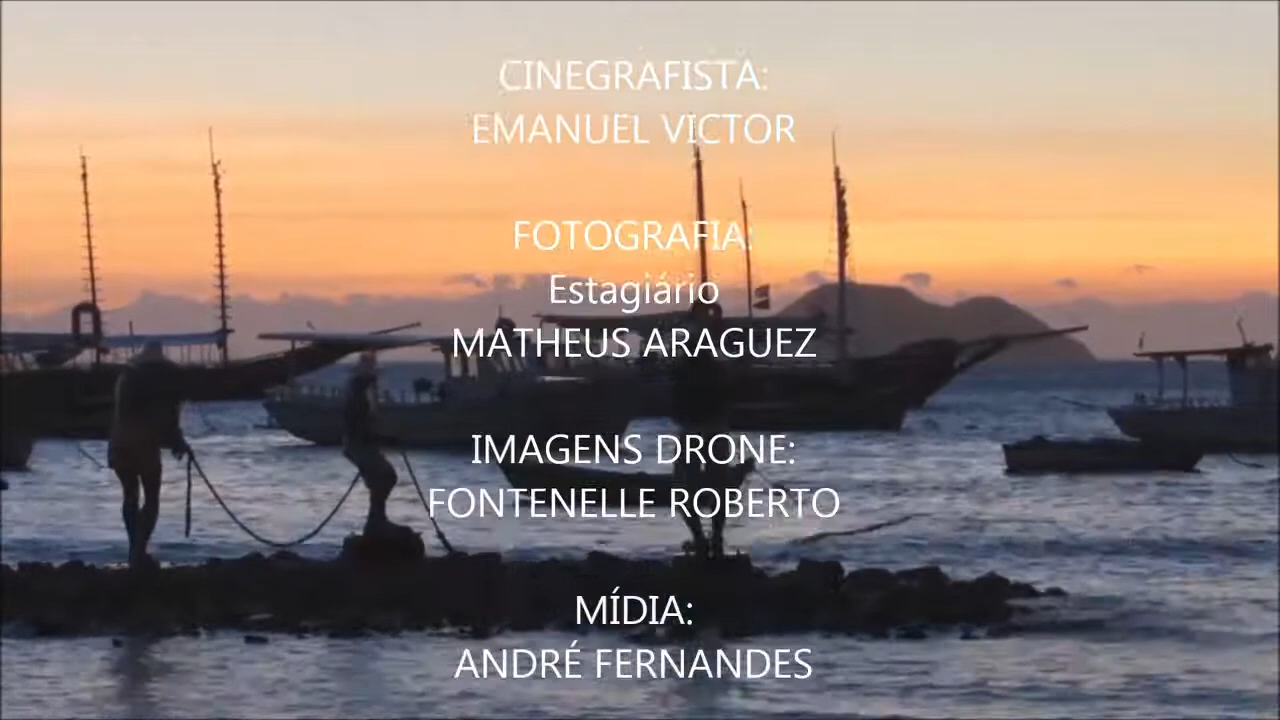 CINEGRAFISTA:
EMANUEL VICTOR
FOTOGRAFIA:
Estagiário
MATHEUS ARAGUEZ
IMAGENS DRONE:
FONTENELLE ROBERTO
MÍDIA:
ANDRÉ FERNANDES